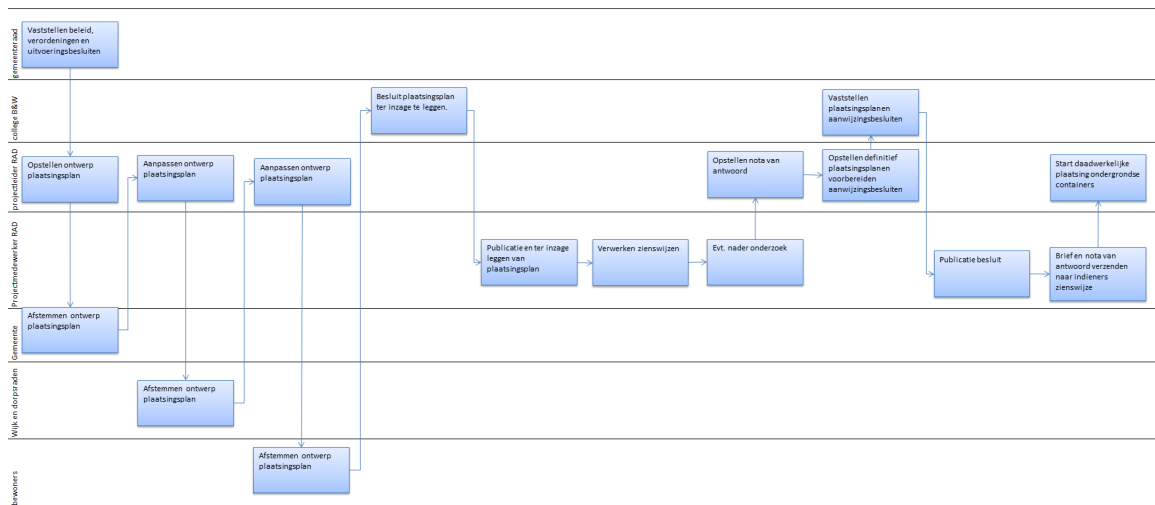 gemeenteraad
Vaststellen beleid,
verordeningen en
uitvoeringsbesluiten
college B&W
Besluit plaatsingsplan
ter inzage te leggen.
Vaststellen
plaatsingsplanen
aanwijzingsbesluiten
projectleider RAD
Opstellen ontwerp
plaatsingsplan
Aanpassen ontwerp
plaatsingsplan
Aanpassen ontwerp
plaatsingsplan
Opstellen nota van
antwoord
Opstellen definitief
plaatsingsplanen
voorbereiden
aanwijzingsbesluiten
Start daadwerkelijke
plaatsing ondergrondse
containers
Projectmedewerker RAD
Publicatie en ter inzage
leggen van
plaatsingsplan
Verwerken zienswijzen
Evt. nader onderzoek
Publicatie besluit
Brief en nota van
antwoord verzenden
naar indieners
zienswijze
Gemeente
Afstemmen ontwerp
plaatsingsplan
Wijk en dorpsraden
Afstemmen ontwerp
plaatsingsplan
bewoners
Afstemmen ontwerp
plaatsingsplan